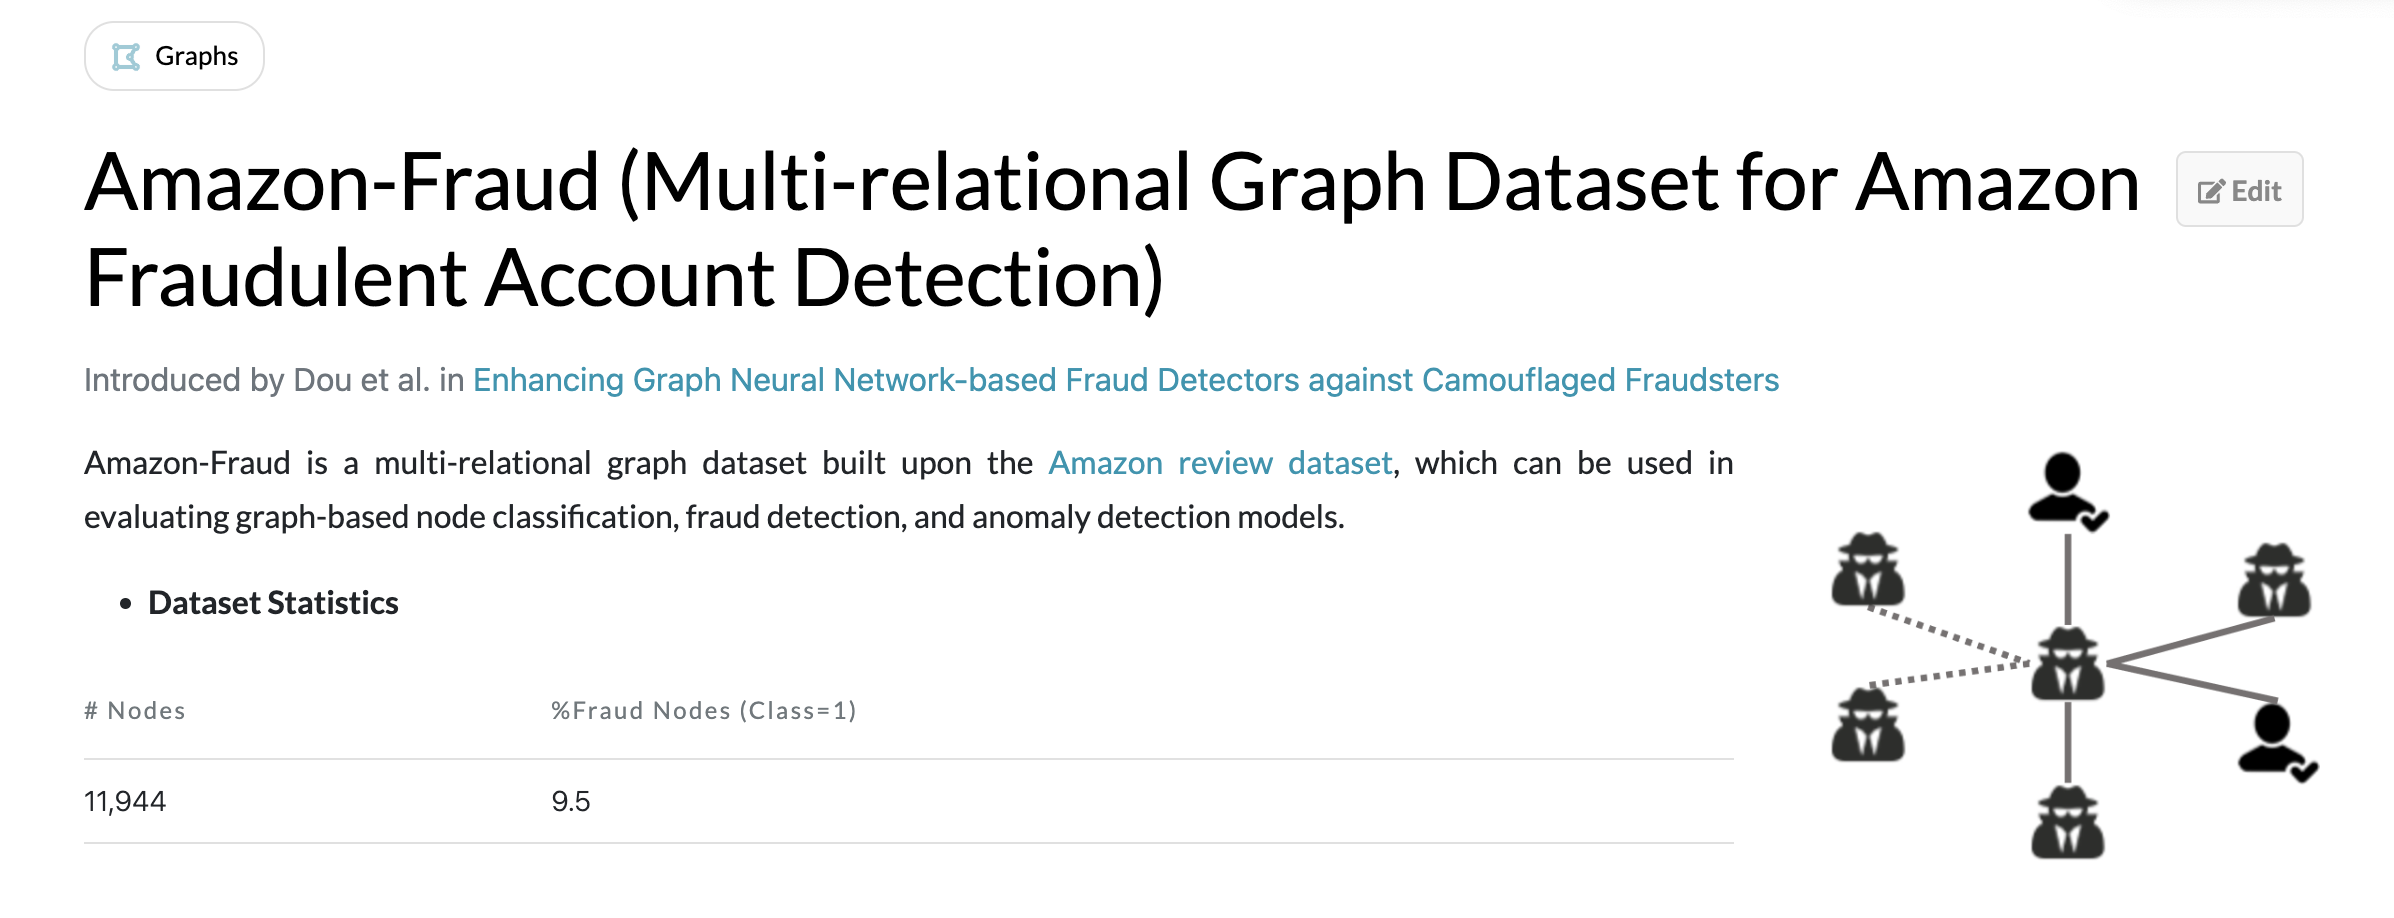 Graphs
Amazon-Fraud (Multi-relational Graph Dataset for Amazon
Fraudulent Account Detection)
Edit
Introduced by Dou et al. in Enhancing Graph Neural Network-based Fraud Detectors against Camouflaged Fraudsters
Amazon-Fraud is a multi-relational graph dataset built upon the Amazon review dataset, which can be used in
evaluating graph-based node classification, fraud detection, and anomaly detection models.
• Dataset Statistics
# Nodes %Fraud Nodes (Class=1)
11,944 9.5